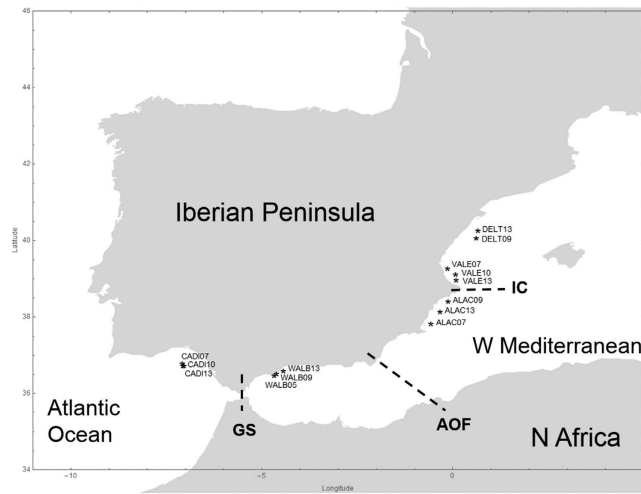 46
44
42
40
38
36
34
Latitude
Iberian Peninsula
DELT13
DELT09
VALE07
VALE10
VALE13
IC
ALAC09
ALAC13
ALAC07
W Mediterranean
CADI07
CADI10
CADI13
WALB13
WALB09
WALB05
Atlantic
Ocean
GS
AOF
N Africa
−10
−5
0
Longitude